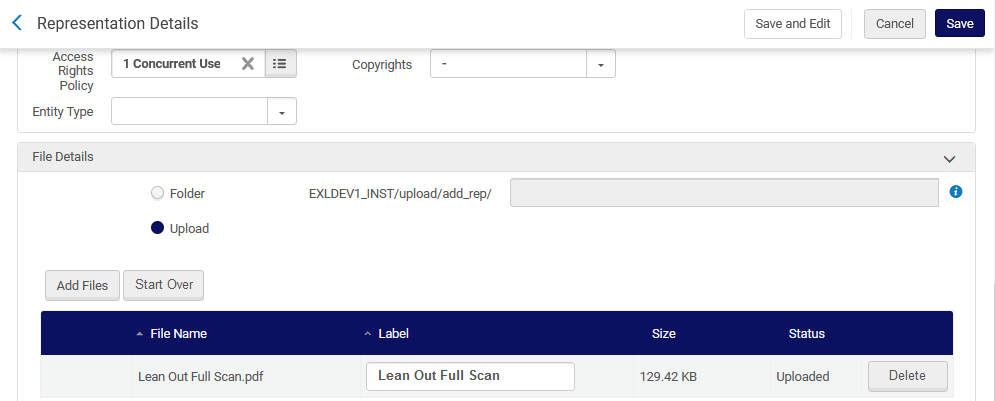 Representation Details
Save and Edit
Cancel
Save
Access
Rights
Policy
1 Concurrent Use
Copyrights
-
Entity Type
File Details
Folder
EXLDEV1_INST/upload/add_rep/
Upload
Add Files
Start Over
File Name
Label
Size
Status
Lean Out Full Scan.pdf
Lean Out Full Scan
129.42 KB
Uploaded
Delete